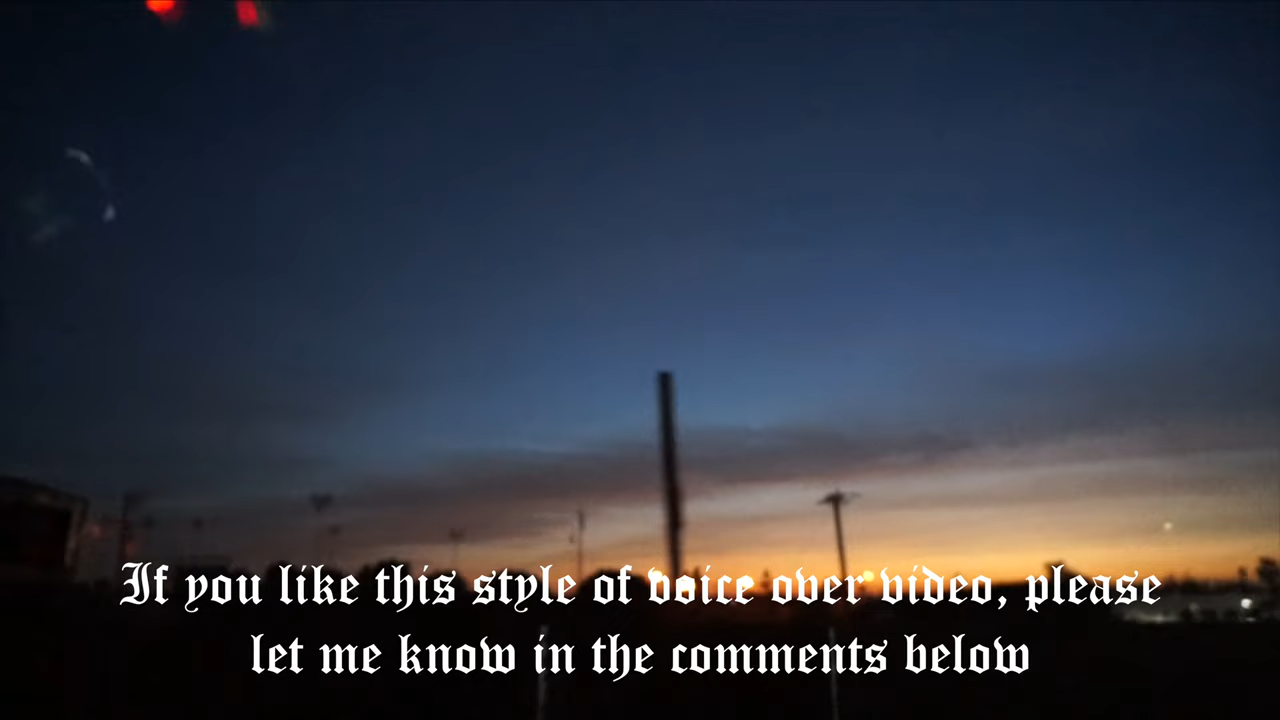 If you like this style of voice over video, please
let me know in the comments below